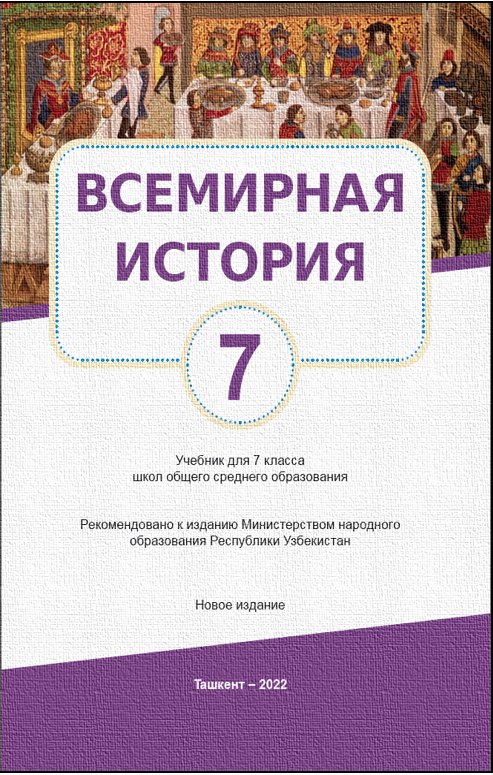 ВСЕМИРНАЯ
ИСТОРИЯ
7
Учебник для 7 класса
школ общего среднего образования
Рекомендовано к изданию Министерством народного
образования Республики Узбекистан
Новое издание
Ташкент – 2022